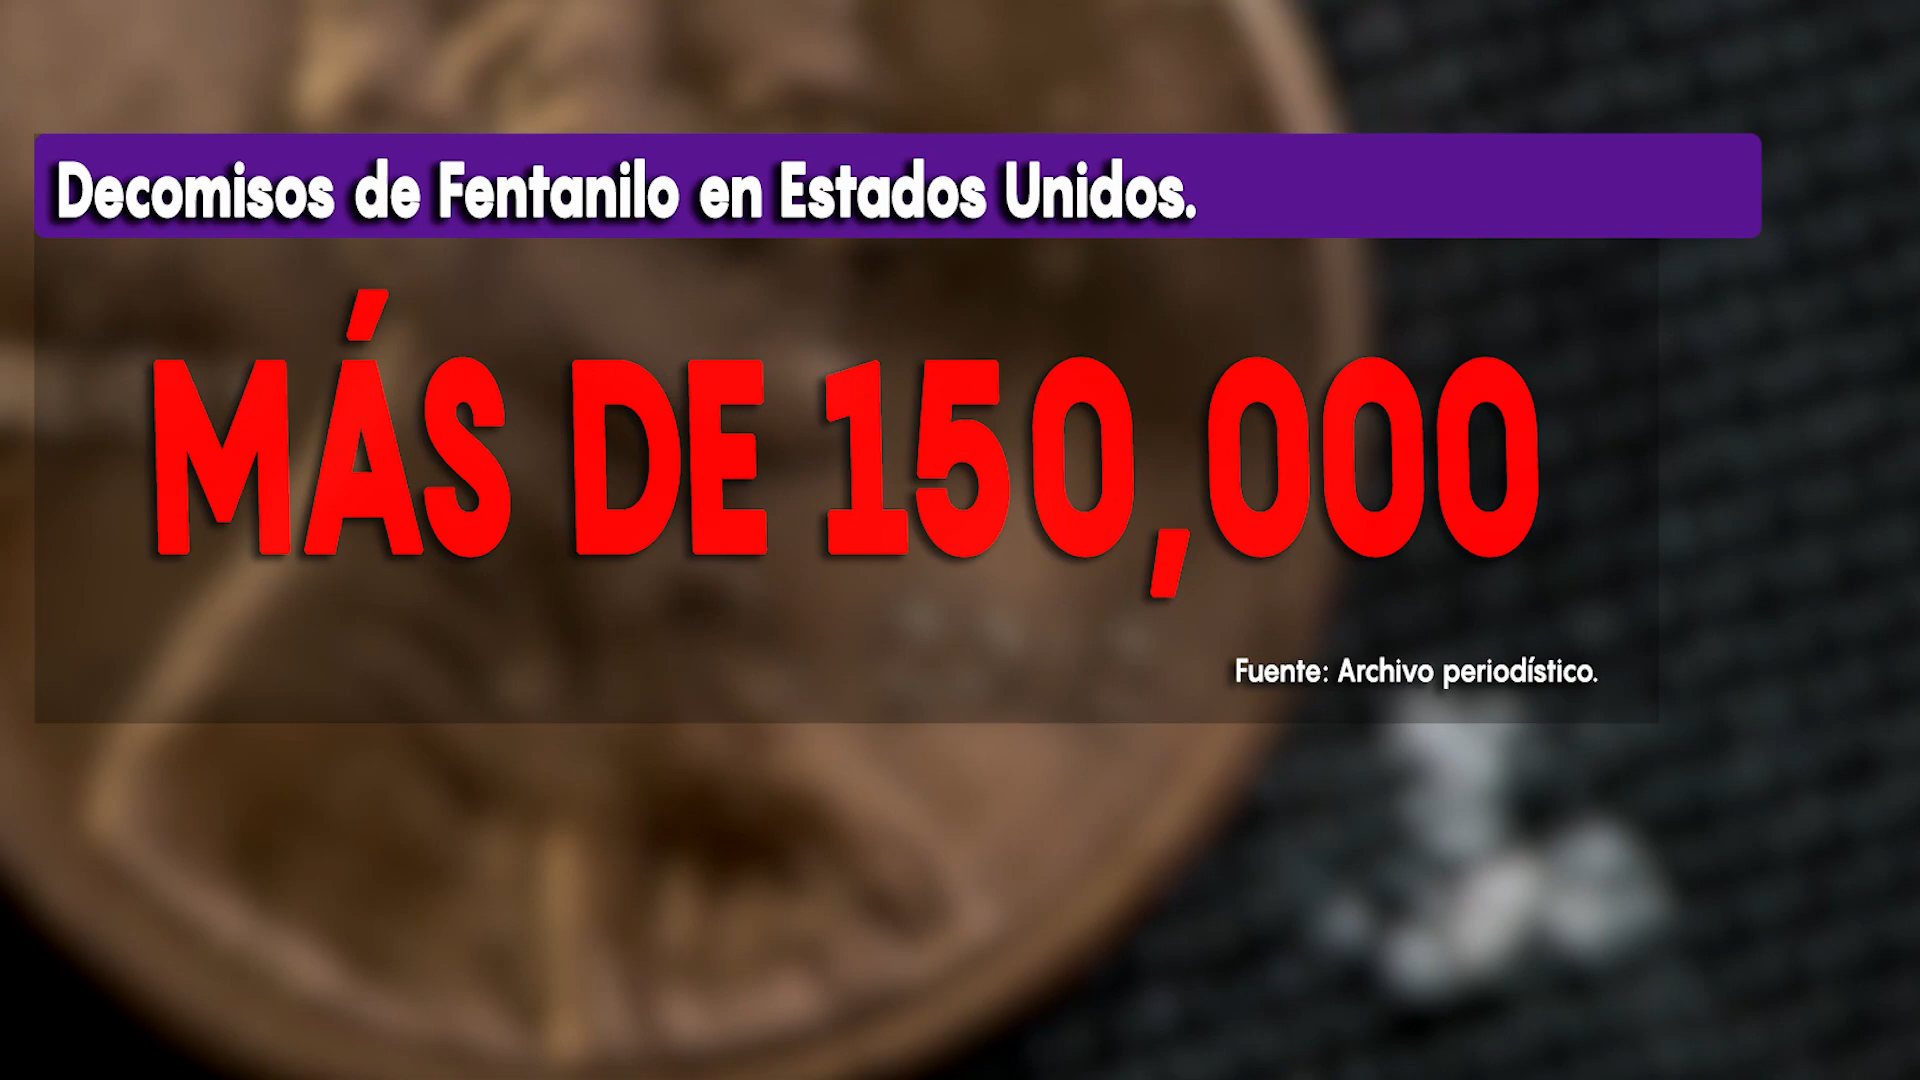 Decomisos de Fentanilo en Estados Unidos.
MÁS DE 150,000
Fuente: Archivo periodístico.